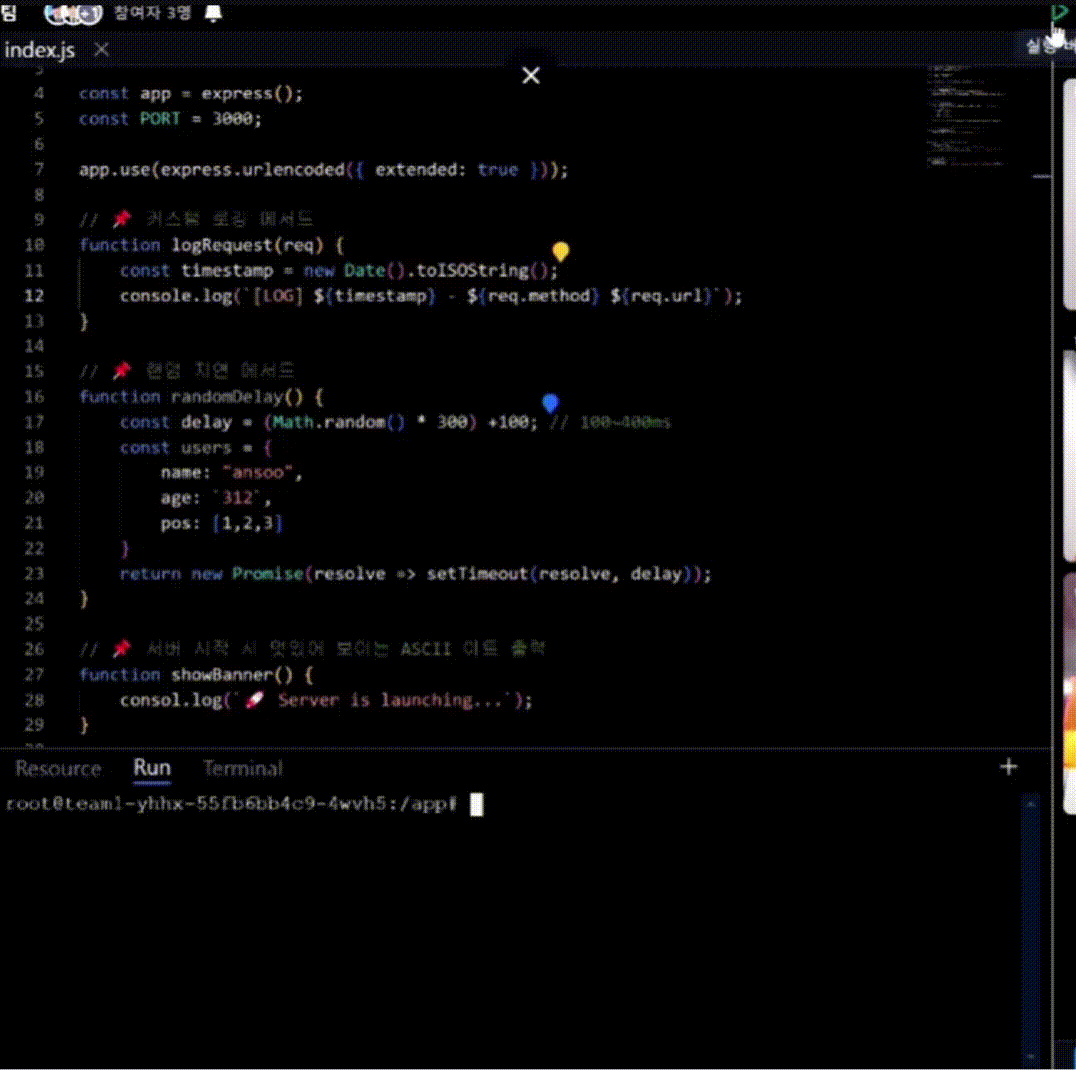 팀 +1 참여자 3명
index.js
실행
3
4 const app = express();
5 const PORT = 3000;
6
7 app.use(express.urlencoded({ extended: true }));
8
9 // 📌 커스텀 로깅 메서드
10 function logRequest(req) {
11 const timestamp = new Date().toISOString();
12 console.log(`[LOG] ${timestamp} - ${req.method} ${req.url}`);
13 }
14
15 // 📌 랜덤 지연 메서드
16 function randomDelay() {
17 const delay = (Math.random() * 300) +100; // 100~400ms
18 const users = {
19 name: "ansoo",
20 age: `312`,
21 pos: [1,2,3]
22 }
23 return new Promise(resolve => setTimeout(resolve, delay));
24 }
25
26 // 📌 서버 시작 시 멋있어 보이는 ASCII 아트 출력
27 function showBanner() {
28 consol.log(`🚀 Server is launching...`);
29 }
30
Resource Run Terminal
root@team1-yhhx-55fb6bb4c9-4wvh5:/app#